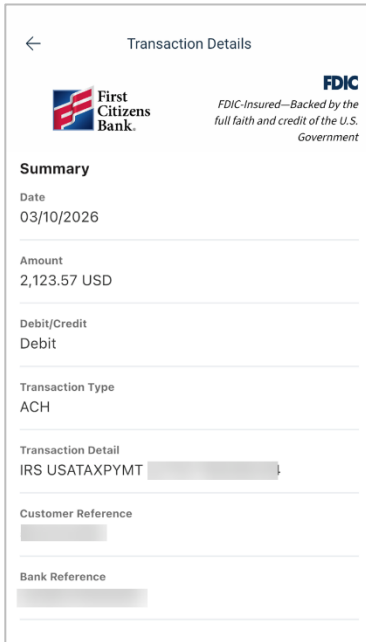 Transaction Details
First
Citizens
Bank.
FDIC
FDIC-Insured—Backed by the
full faith and credit of the U.S.
Government
Summary
Date
03/10/2026
Amount
2,123.57 USD
Debit/Credit
Debit
Transaction Type
ACH
Transaction Detail
IRS USATAXPYMT
Customer Reference
Bank Reference